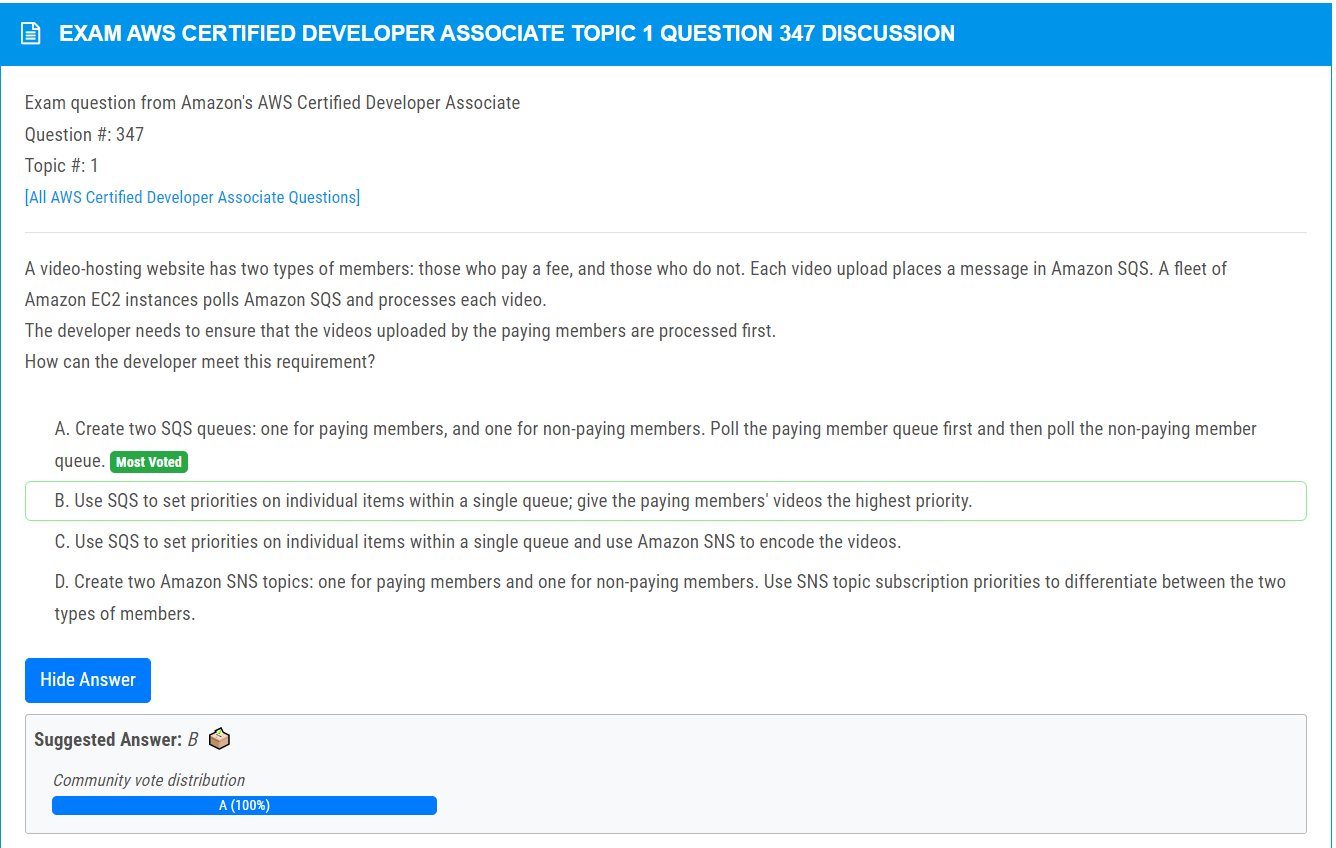 EXAM AWS CERTIFIED DEVELOPER ASSOCIATE TOPIC 1 QUESTION 347 DISCUSSION
Exam question from Amazon's AWS Certified Developer Associate
Question #: 347
Topic #: 1
[All AWS Certified Developer Associate Questions]
A video-hosting website has two types of members: those who pay a fee, and those who do not. Each video upload places a message in Amazon SQS. A fleet of
Amazon EC2 instances polls Amazon SQS and processes each video.
The developer needs to ensure that the videos uploaded by the paying members are processed first.
How can the developer meet this requirement?
A. Create two SQS queues: one for paying members, and one for non-paying members. Poll the paying member queue first and then poll the non-paying member
queue. Most Voted
B. Use SQS to set priorities on individual items within a single queue; give the paying members' videos the highest priority.
C. Use SQS to set priorities on individual items within a single queue and use Amazon SNS to encode the videos.
D. Create two Amazon SNS topics: one for paying members and one for non-paying members. Use SNS topic subscription priorities to differentiate between the two
types of members.
Hide Answer
Suggested Answer: B
Community vote distribution
A (100%)